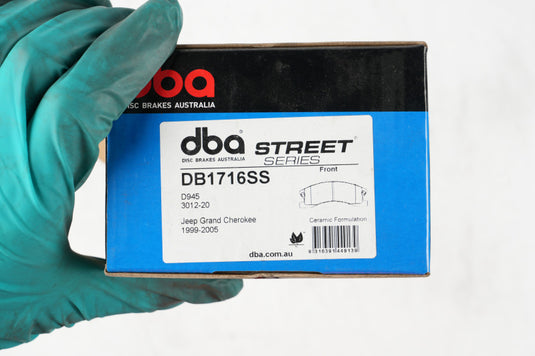 dba
DISC BRAKES AUSTRALIA
dba
DISC BRAKES AUSTRALIA
STREET
SERIES
Front
DB1716SS
D945
3012-20
Jeep Grand Cherokee
1999-2005
Ceramic Formulation
dba.com.au